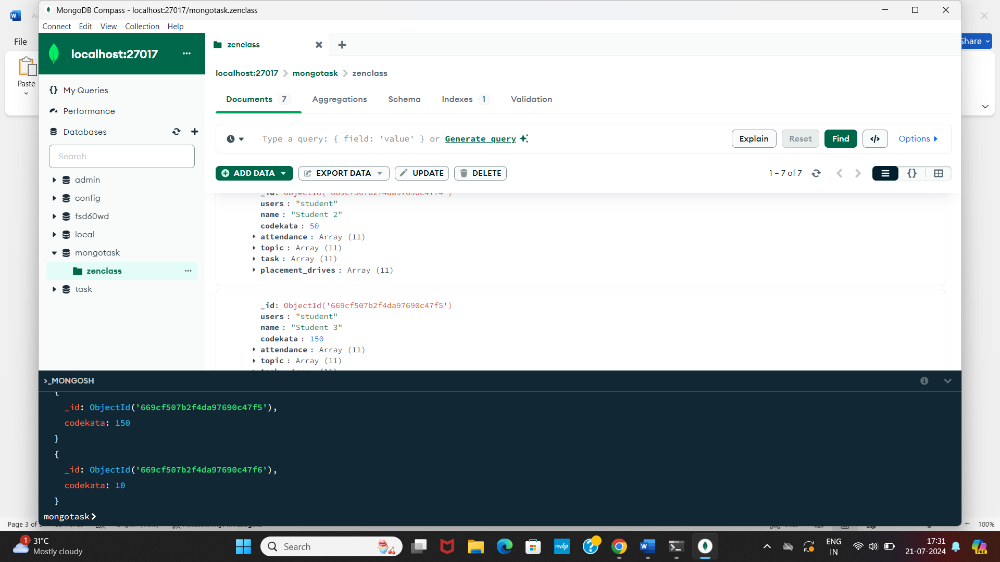 MongoDB Compass - localhost:27017/mongotask.zenclass
Connect Edit View Collection Help
File
Share
Paste
localhost:27017 ...
My Queries
Performance
Databases
Search
admin
config
fsd60wd
local
mongotask
zenclass ...
task
zenclass
localhost:27017 > mongotask > zenclass
Documents 7 Aggregations Schema Indexes 1 Validation
Type a query: { field: 'value' } or Generate query
Explain Reset Find </> Options
ADD DATA EXPORT DATA UPDATE DELETE
1 – 7 of 7 {}
_id: ObjectId('669cf507b2f4da97690c47f4')
users : "student"
name : "Student 2"
codekata : 50
attendance : Array (11)
topic : Array (11)
task : Array (11)
placement_drives : Array (11)
_id: ObjectId('669cf507b2f4da97690c47f5')
users : "student"
name : "Student 3"
codekata : 150
attendance : Array (11)
topic : Array (11)
>_MONGOSH
{
_id: ObjectId('669cf507b2f4da97690c47f5'),
codekata: 150
}
{
_id: ObjectId('669cf507b2f4da97690c47f6'),
codekata: 10
}
mongotask>
Page 3 of
100%
1
31°C
Mostly cloudy
Search
myhp
ENG
IN
17:31
21-07-2024
PRE